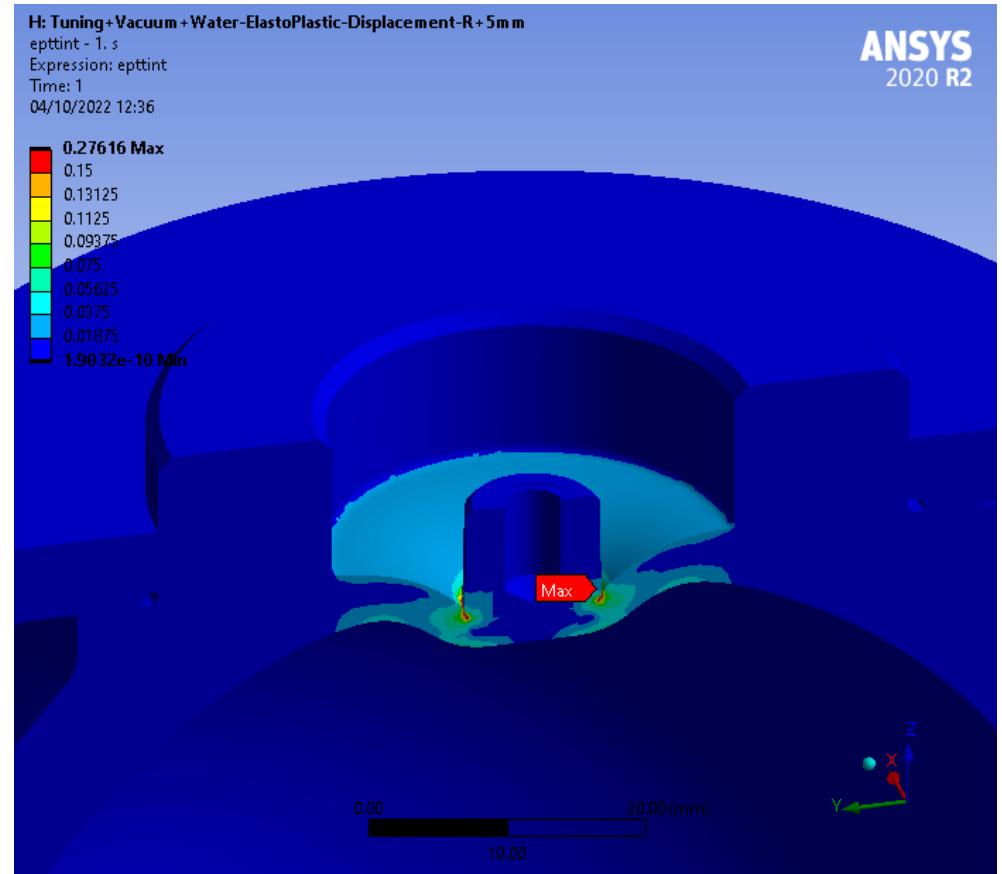 H: Tuning+Vacuum+Water-ElastoPlastic-Displacement-R+5mm
epttint - 1. s
Expression: epttint
Time: 1
04/10/2022 12:36
ANSYS
2020 R2
0.27616 Max
0.15
0.13125
0.1125
0.09375
0.075
0.05625
0.0375
0.01875
1.9032e-10 Min
Max
Z
X
Y
0.00 20.00 (mm)
10.00